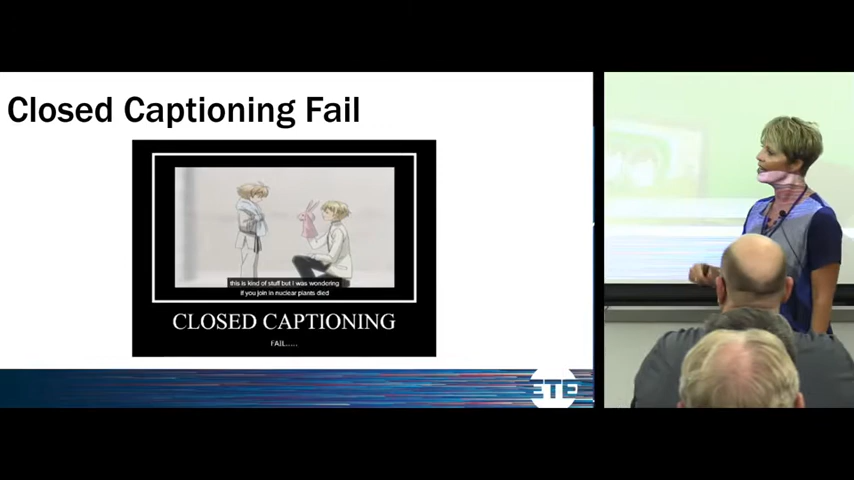 Closed Captioning Fail
this is kind of stuff but I was wondering
if you join in nuclear plants died
CLOSED CAPTIONING
FAIL.....
ETE